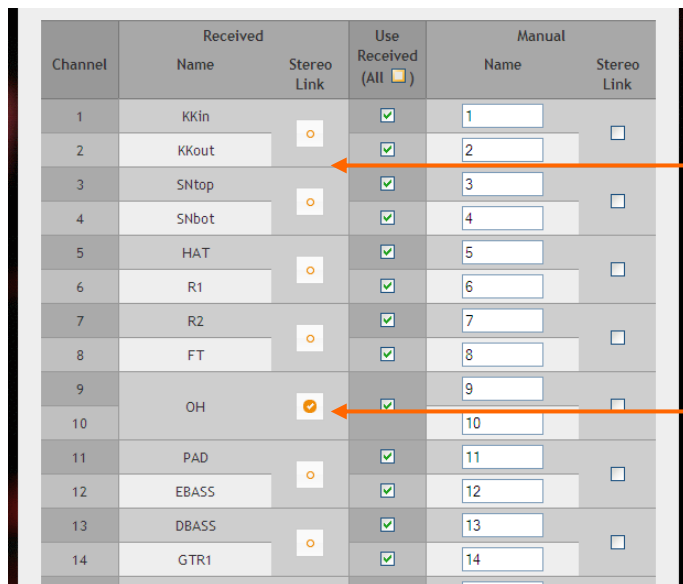 Received Use Manual
Channel Name Stereo Link Received (All ) Name Stereo Link
1 KKin 1
2 KKout 2
3 SNtop 3
4 SNbot 4
5 HAT 5
6 R1 6
7 R2 7
8 FT 8
9 OH 9
10 10
11 PAD 11
12 EBASS 12
13 DBASS 13
14 GTR1 14